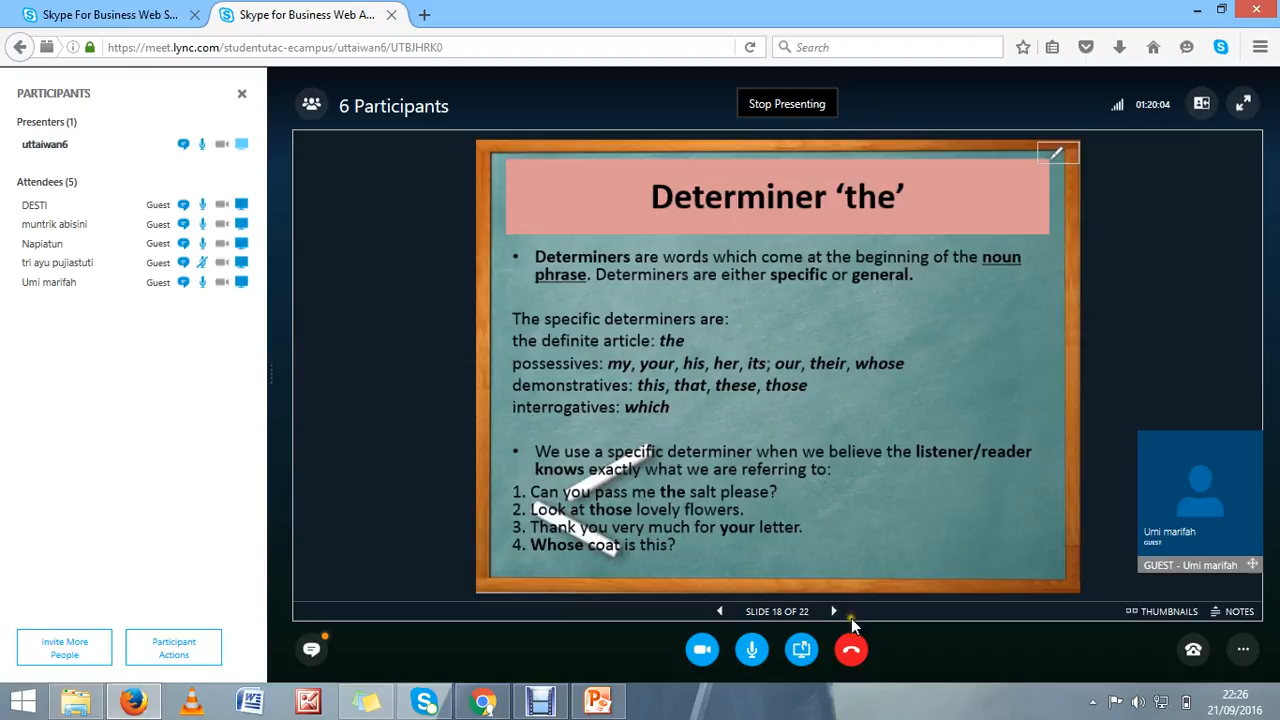 Skype For Business Web S...
Skype for Business Web A...
https://meet.lync.com/studentutac-ecampus/uttaiwan6/UTBJHRK0
Search
PARTICIPANTS
Presenters (1)
uttaiwan6
Attendees (5)
DESTI Guest
muntrik abisini Guest
Napiatun Guest
tri ayu pujiastuti Guest
Umi marifah Guest
Invite More
People
Participant
Actions
6 Participants
Stop Presenting
01:20:04
Determiner ‘the’
• Determiners are words which come at the beginning of the noun
phrase. Determiners are either specific or general.
The specific determiners are:
the definite article: the
possessives: my, your, his, her, its; our, their, whose
demonstratives: this, that, these, those
interrogatives: which
• We use a specific determiner when we believe the listener/reader
knows exactly what we are referring to:
1. Can you pass me the salt please?
2. Look at those lovely flowers.
3. Thank you very much for your letter.
4. Whose coat is this?
Umi marifah
GUEST
GUEST - Umi marifah
SLIDE 18 OF 22
THUMBNAILS
NOTES
22:26
21/09/2016